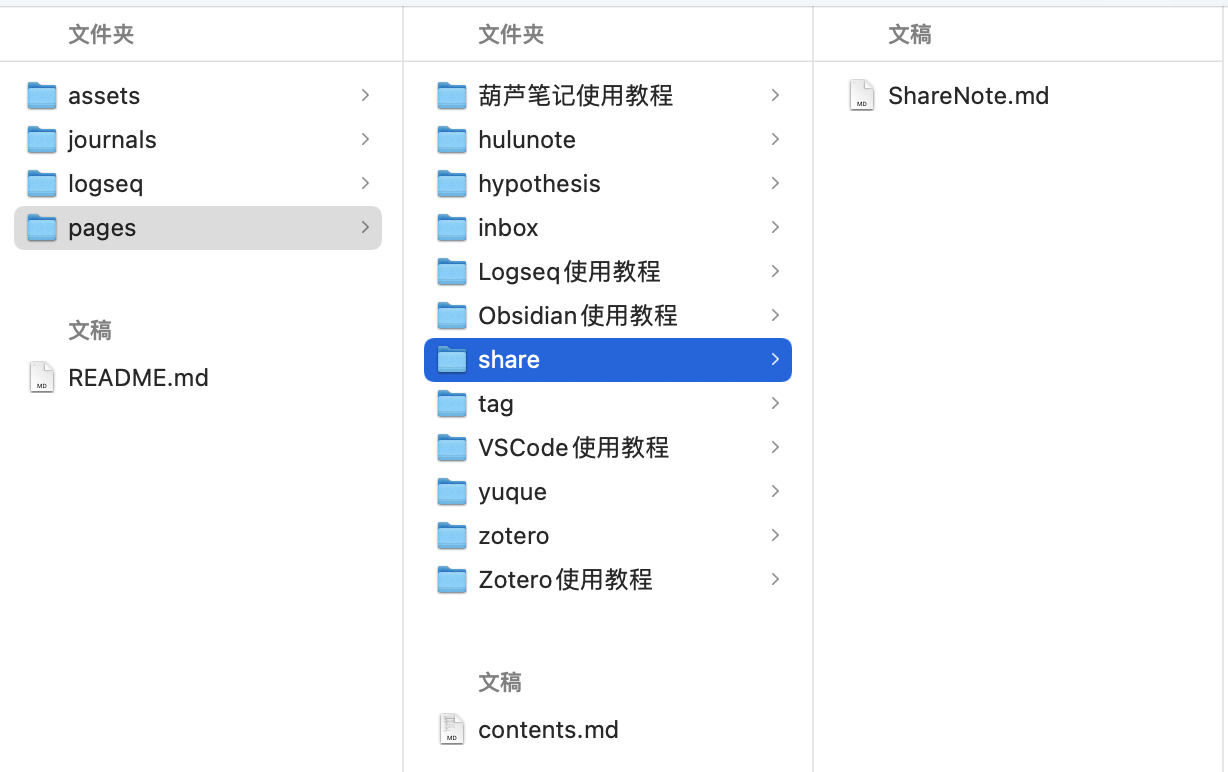 文件夹
assets
journals
logseq
pages
文稿
README.md
文件夹
葫芦笔记使用教程
hulunote
hypothesis
inbox
Logseq使用教程
Obsidian使用教程
share
tag
VSCode使用教程
yuque
zotero
Zotero使用教程
文稿
contents.md
文稿
ShareNote.md
MD
MD
MD